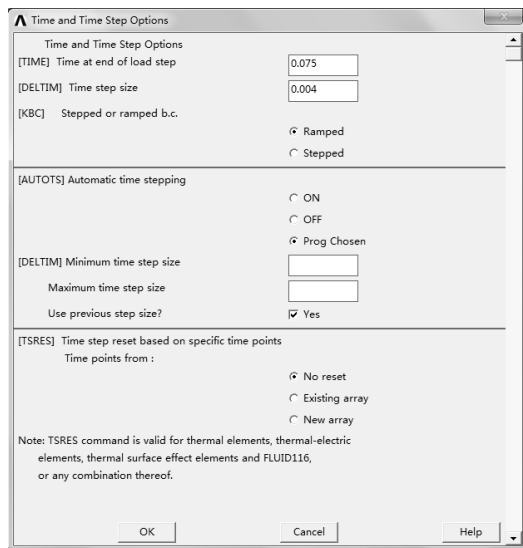 Time and Time Step Options
Time and Time Step Options
[TIME] Time at end of load step 0.075
[DELTIM] Time step size 0.004
[KBC] Stepped or ramped b.c.
Ramped
Stepped
[AUTOTS] Automatic time stepping
ON
OFF
Prog Chosen
[DELTIM] Minimum time step size
Maximum time step size
Use previous step size? Yes
[TSRES] Time step reset based on specific time points
Time points from :
No reset
Existing array
New array
Note: TSRES command is valid for thermal elements, thermal-electric
elements, thermal surface effect elements and FLUID116,
or any combination thereof.
OK Cancel Help